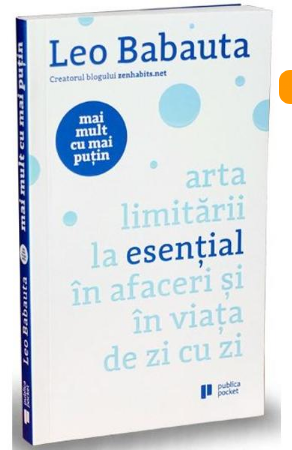 Leo Babauta
Creatorul blogului zenhabits.net
mai
mult
cu mai
puțin
arta
limitării
la esențial
în afaceri și
în viața
de zi cu zi
publica
pocket
Leo Babauta
mai mult cu mai puțin